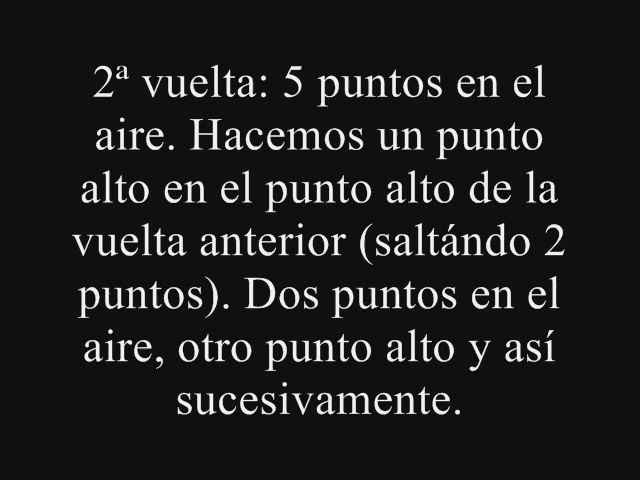 2ª vuelta: 5 puntos en el
aire. Hacemos un punto
alto en el punto alto de la
vuelta anterior (saltándo 2
puntos). Dos puntos en el
aire, otro punto alto y así
sucesivamente.